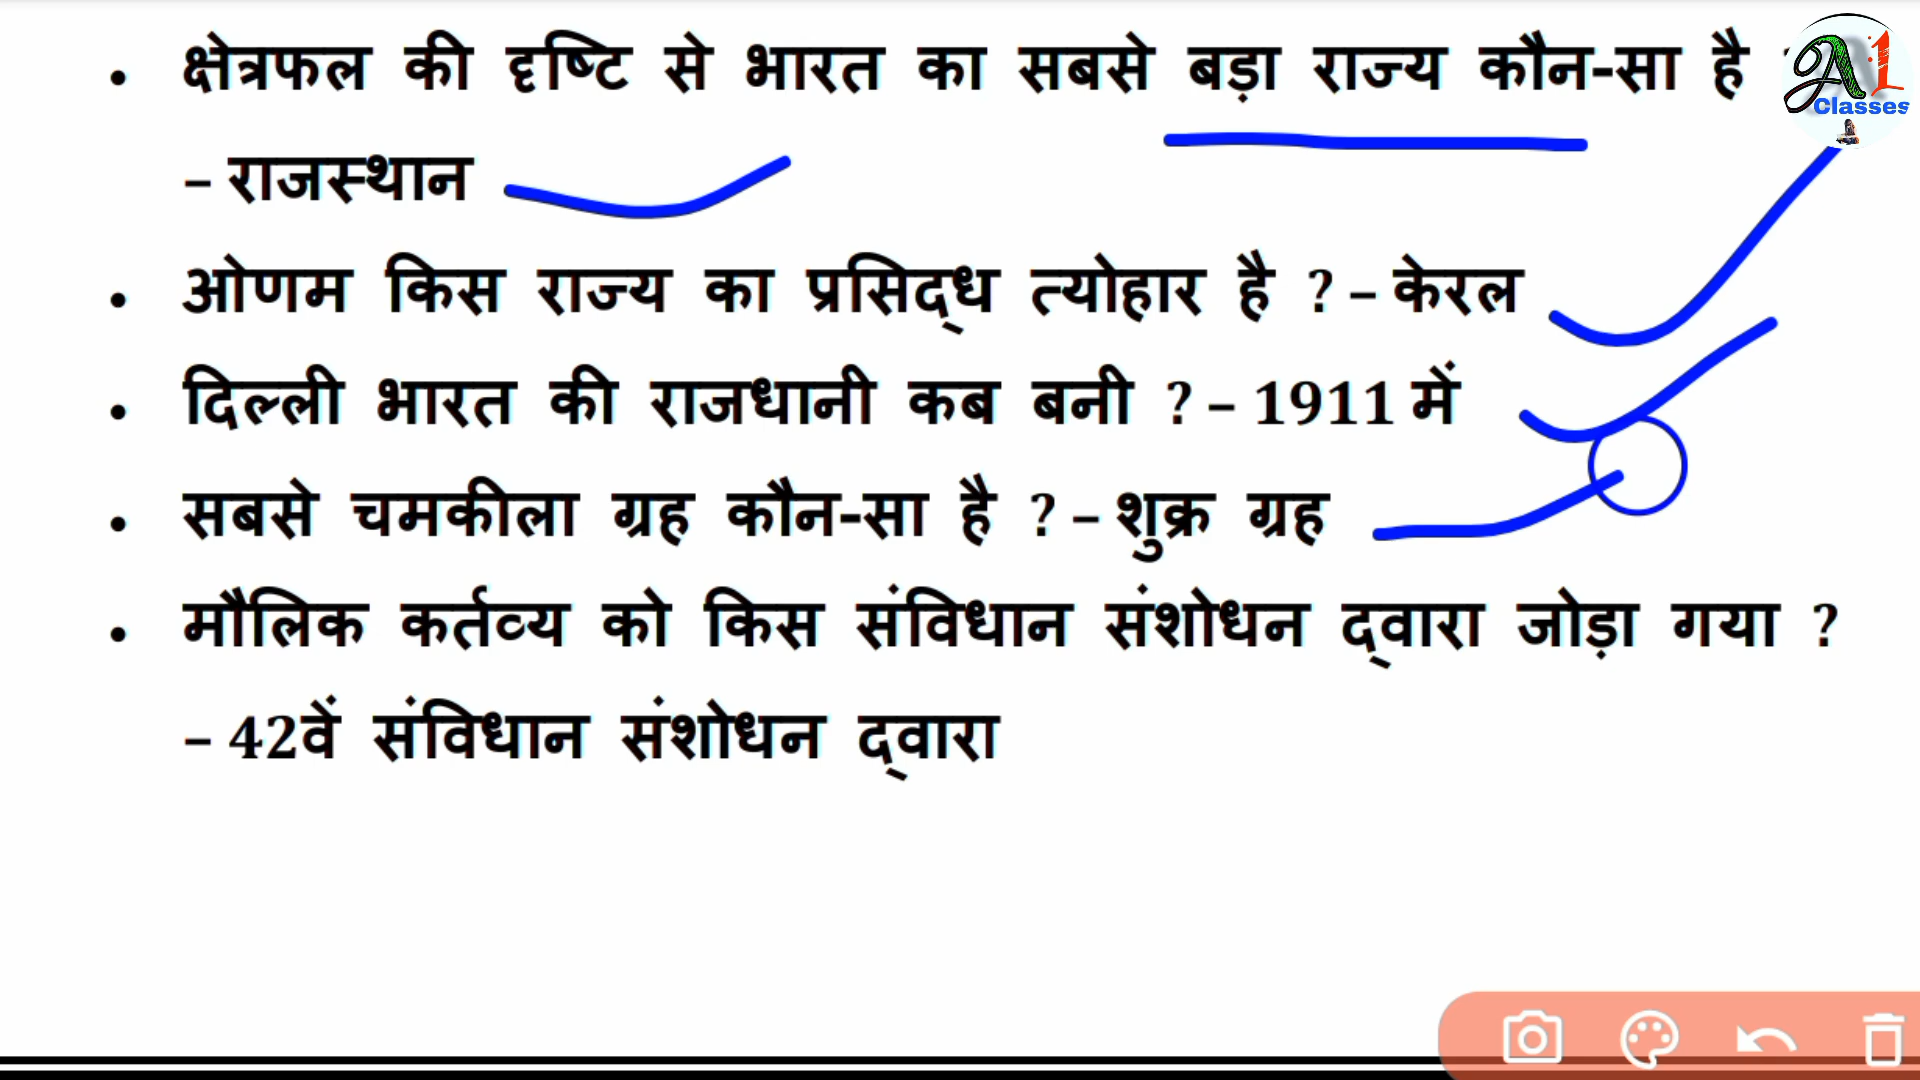 • क्षेत्रफल की दृष्टि से भारत का सबसे बड़ा राज्य कौन-सा है
– राजस्थान
• ओणम किस राज्य का प्रसिद्ध त्योहार है ? – केरल
• दिल्ली भारत की राजधानी कब बनी ? – 1911 में
• सबसे चमकीला ग्रह कौन-सा है ? – शुक्र ग्रह
• मौलिक कर्तव्य को किस संविधान संशोधन द्वारा जोड़ा गया ?
– 42वें संविधान संशोधन द्वारा
A1
Classes